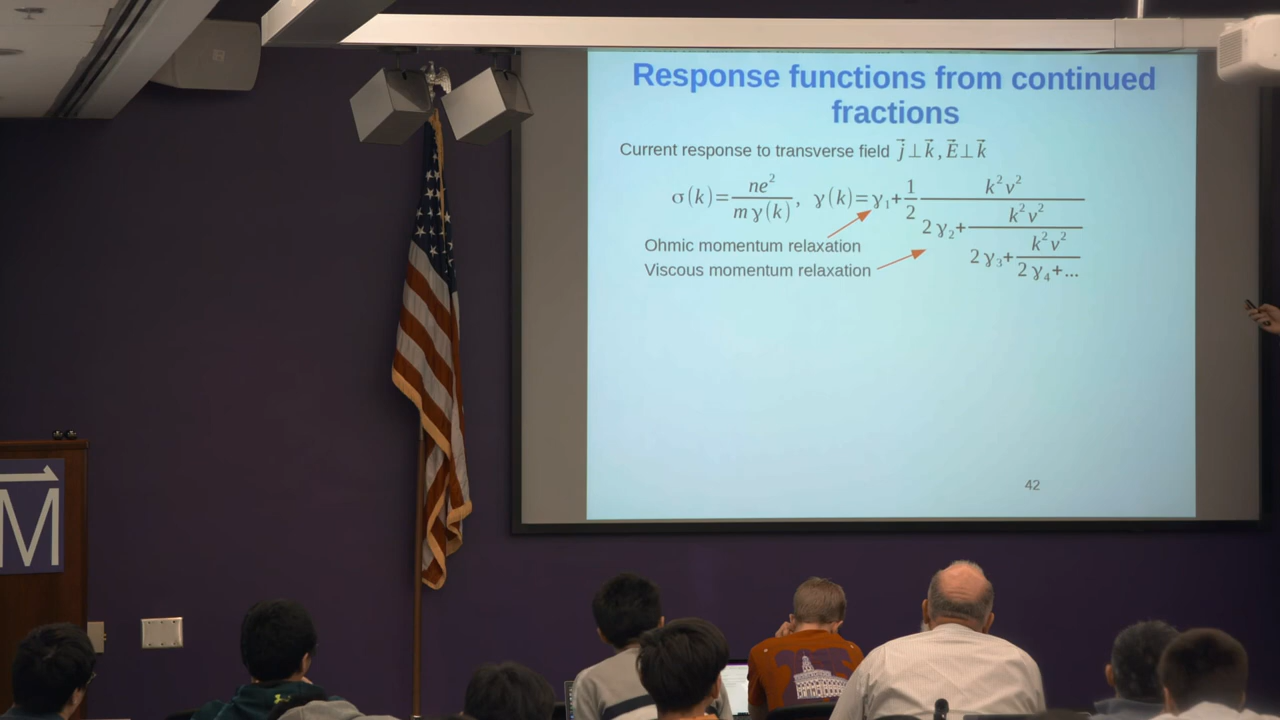 Response functions from continued
fractions
Current response to transverse field j⃗⊥k⃗, E⃗⊥k⃗
σ(k)=ne²/mγ(k), γ(k)=γ₁+1/2 k²v²/(2γ₂+k²v²/(2γ₃+k²v²/(2γ₄+...)))
Ohmic momentum relaxation
Viscous momentum relaxation
42
M